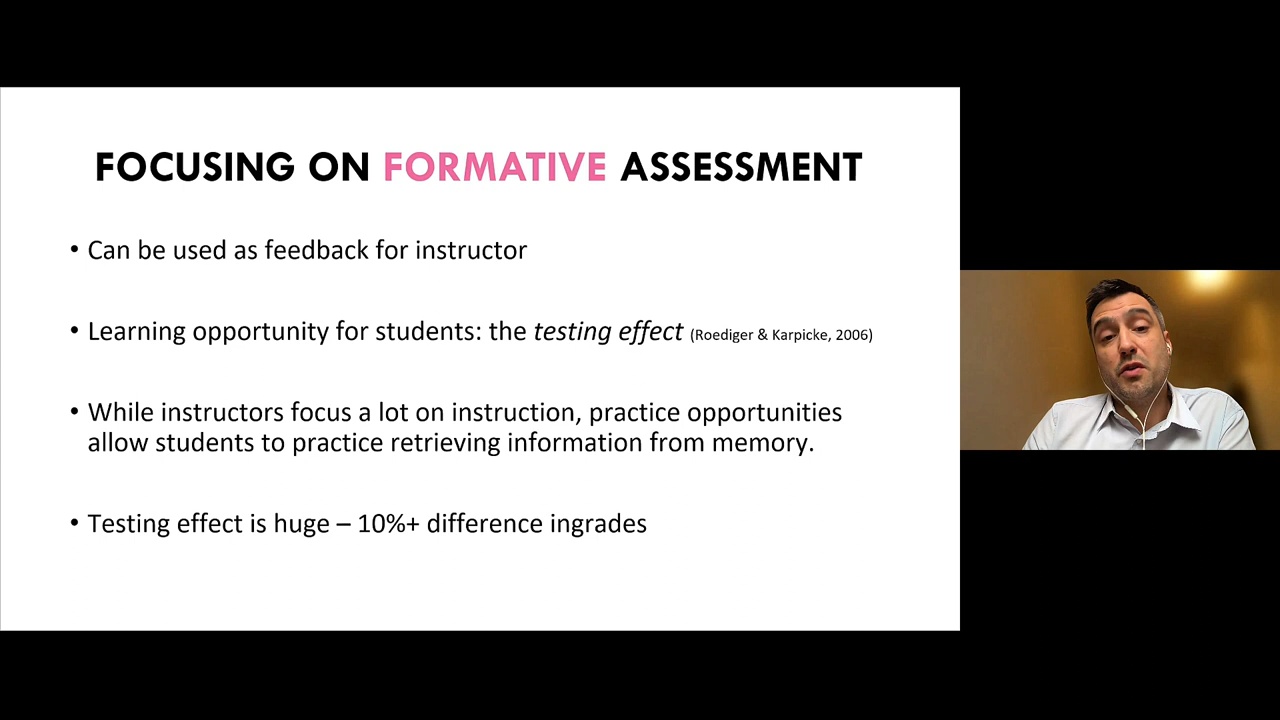 FOCUSING ON FORMATIVE ASSESSMENT
• Can be used as feedback for instructor
• Learning opportunity for students: the testing effect (Roediger & Karpicke, 2006)
• While instructors focus a lot on instruction, practice opportunities
allow students to practice retrieving information from memory.
• Testing effect is huge – 10%+ difference ingrades